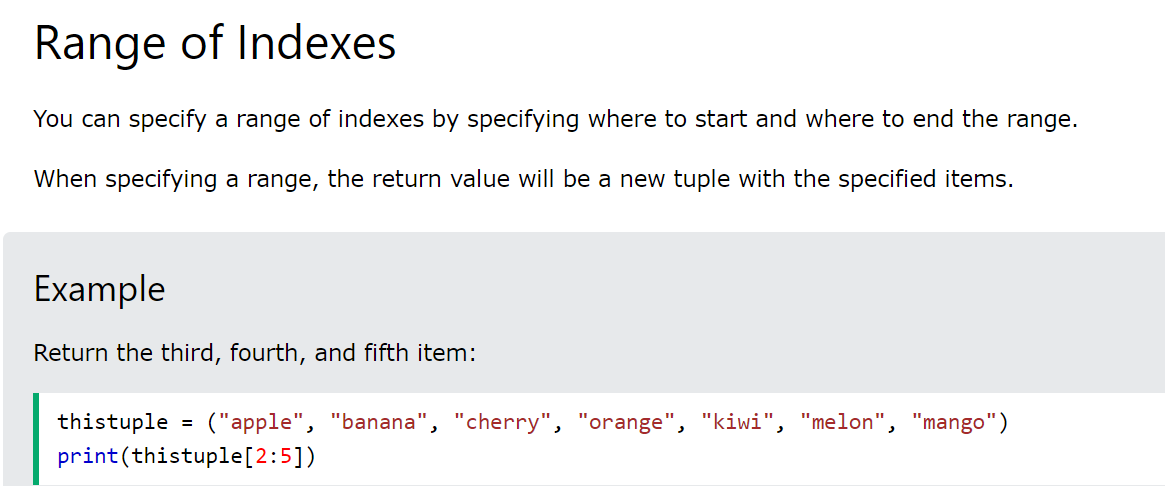 Range of Indexes
You can specify a range of indexes by specifying where to start and where to end the range.
When specifying a range, the return value will be a new tuple with the specified items.
Example
Return the third, fourth, and fifth item:
thistuple = ("apple", "banana", "cherry", "orange", "kiwi", "melon", "mango")
print(thistuple[2:5])